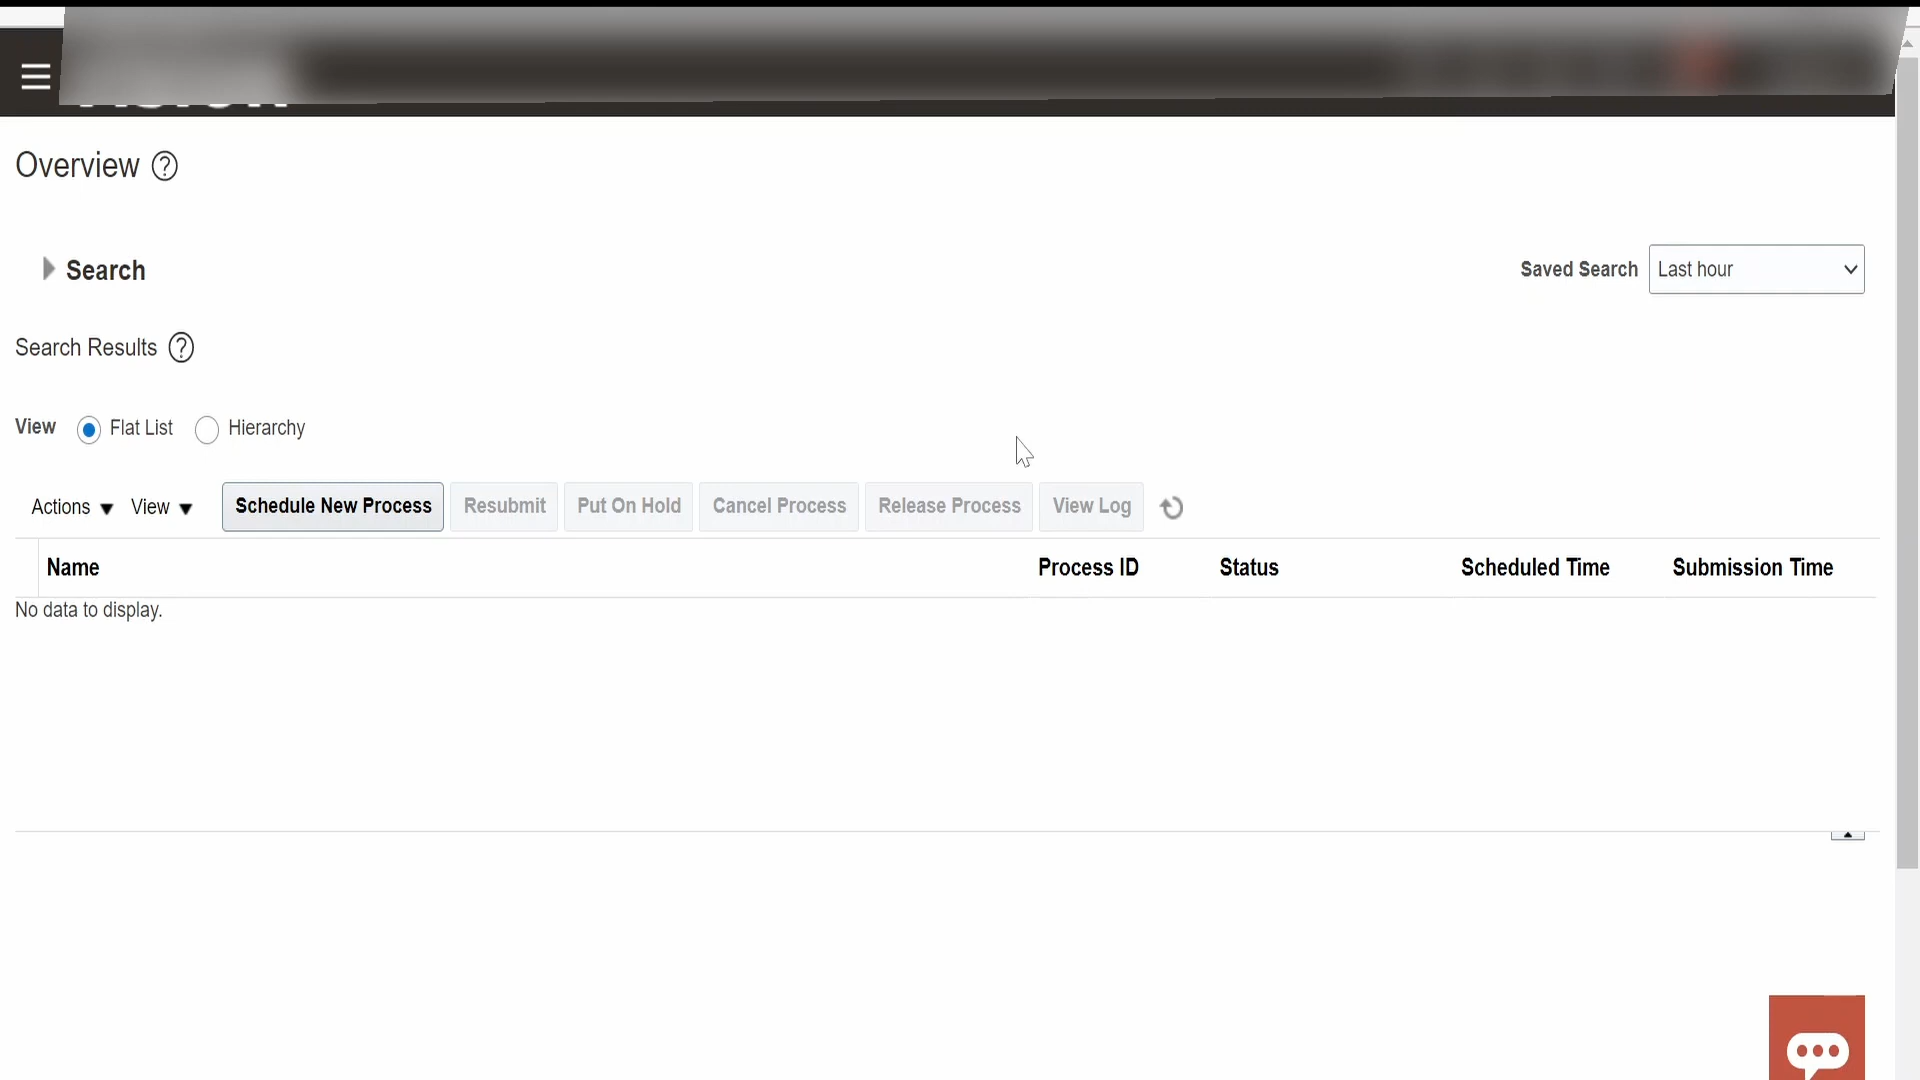 Overview ?
Search
Saved Search Last hour
Search Results ?
View Flat List Hierarchy
Actions View Schedule New Process Resubmit Put On Hold Cancel Process Release Process View Log
Name Process ID Status Scheduled Time Submission Time
No data to display.